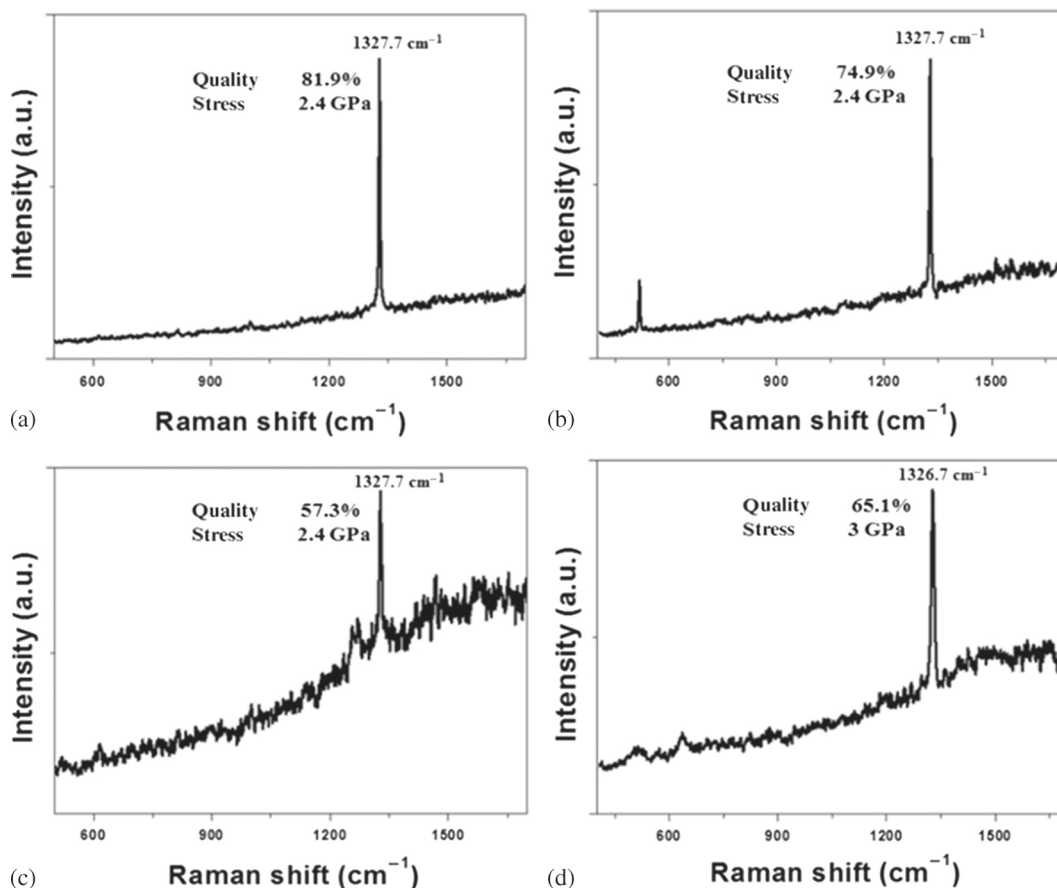 1327.7 cm⁻¹
Quality 81.9%
Stress 2.4 GPa
Intensity (a.u.)
600 900 1200 1500
Raman shift (cm⁻¹)
(a)
1327.7 cm⁻¹
Quality 74.9%
Stress 2.4 GPa
Intensity (a.u.)
600 900 1200 1500
Raman shift (cm⁻¹)
(b)
1327.7 cm⁻¹
Quality 57.3%
Stress 2.4 GPa
Intensity (a.u.)
600 900 1200 1500
Raman shift (cm⁻¹)
(c)
1326.7 cm⁻¹
Quality 65.1%
Stress 3 GPa
Intensity (a.u.)
600 900 1200 1500
Raman shift (cm⁻¹)
(d)